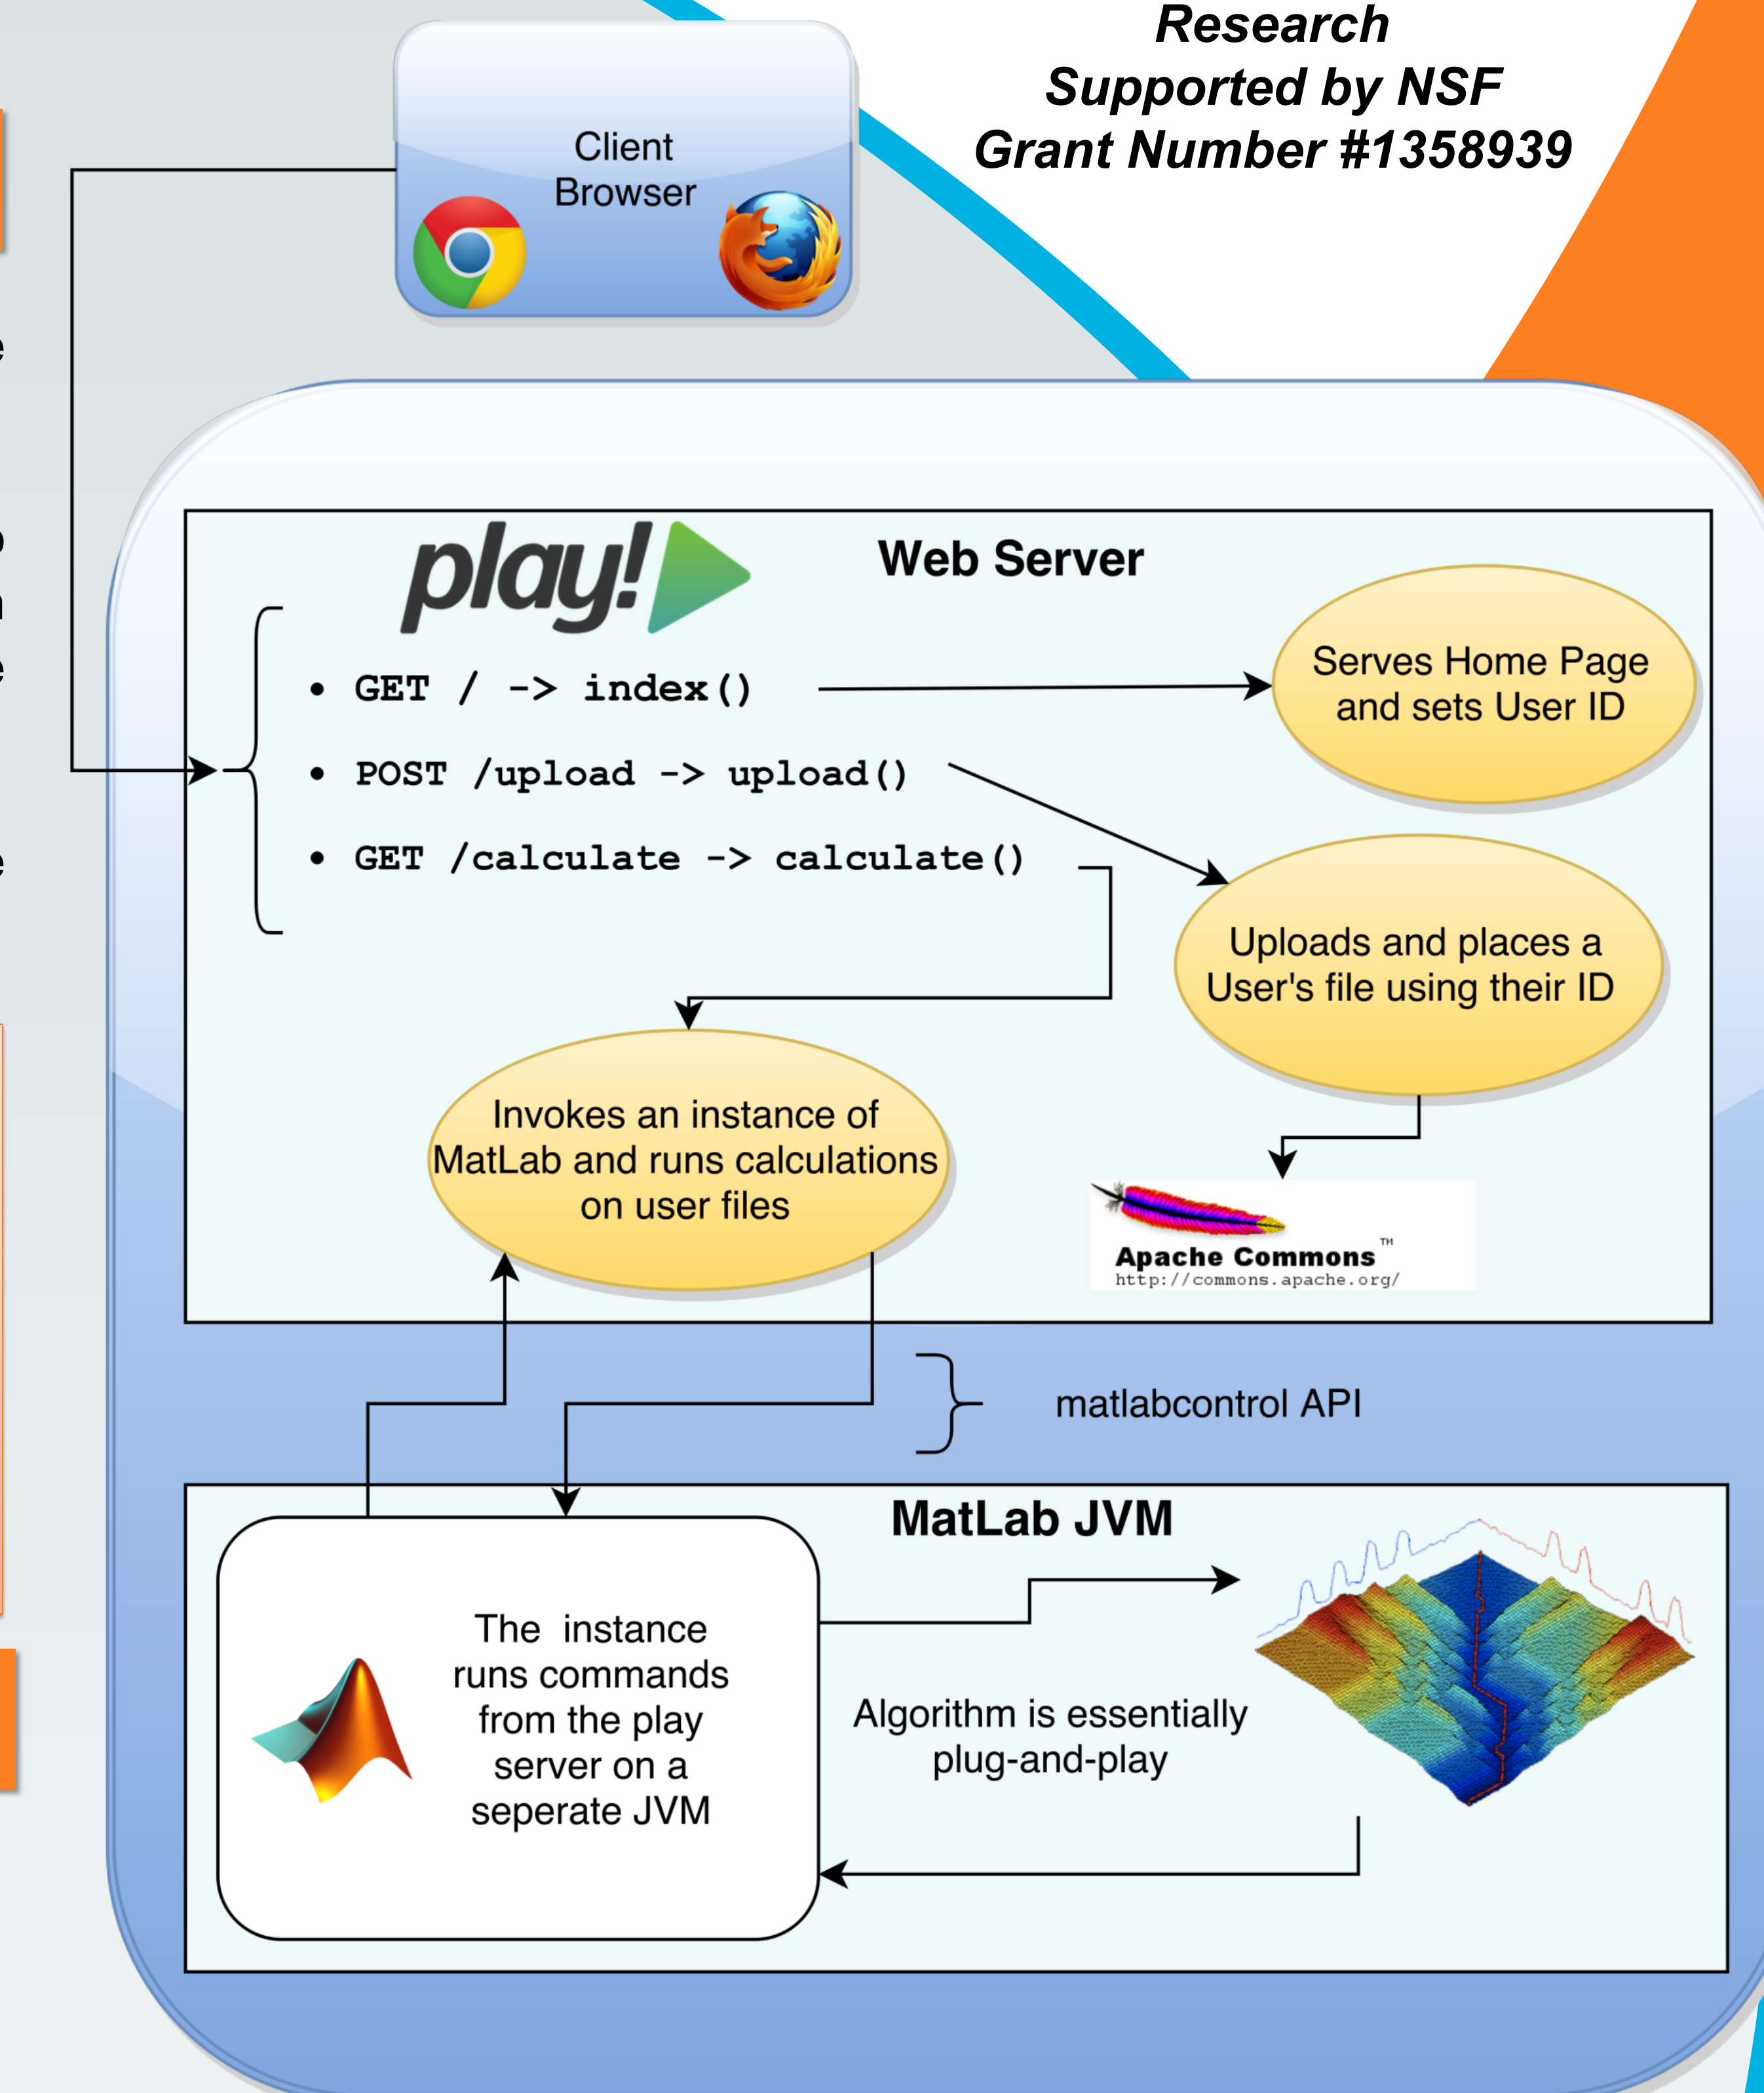 Research
Supported by NSF
Grant Number #1358939
Client
Browser
play!
Web Server
• GET / -> index()
• POST /upload -> upload()
• GET /calculate -> calculate()
Serves Home Page
and sets User ID
Uploads and places a
User's file using their ID
Invokes an instance of
MatLab and runs calculations
on user files
Apache Commons™
http://commons.apache.org/
matlabcontrol API
MatLab JVM
The instance
runs commands
from the play
server on a
seperate JVM
Algorithm is essentially
plug-and-play